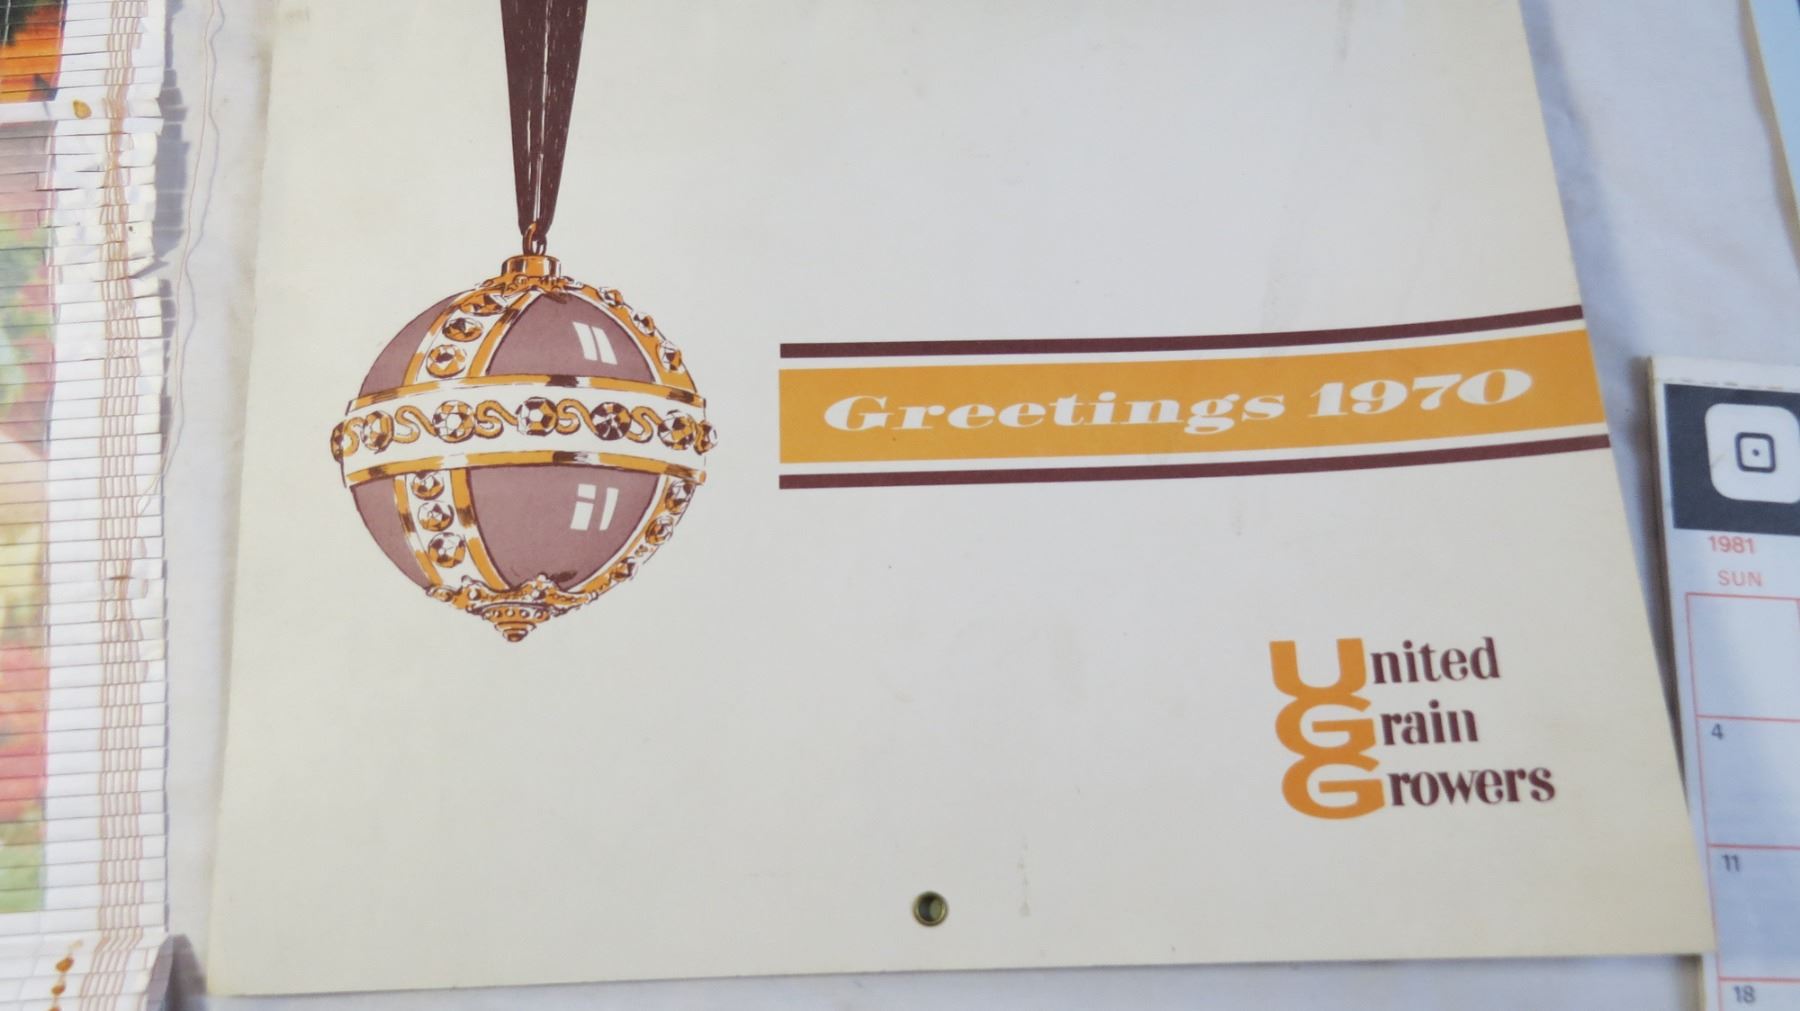 Greetings 1970
United
Grain
Growers
1981
SUN
4
11
18